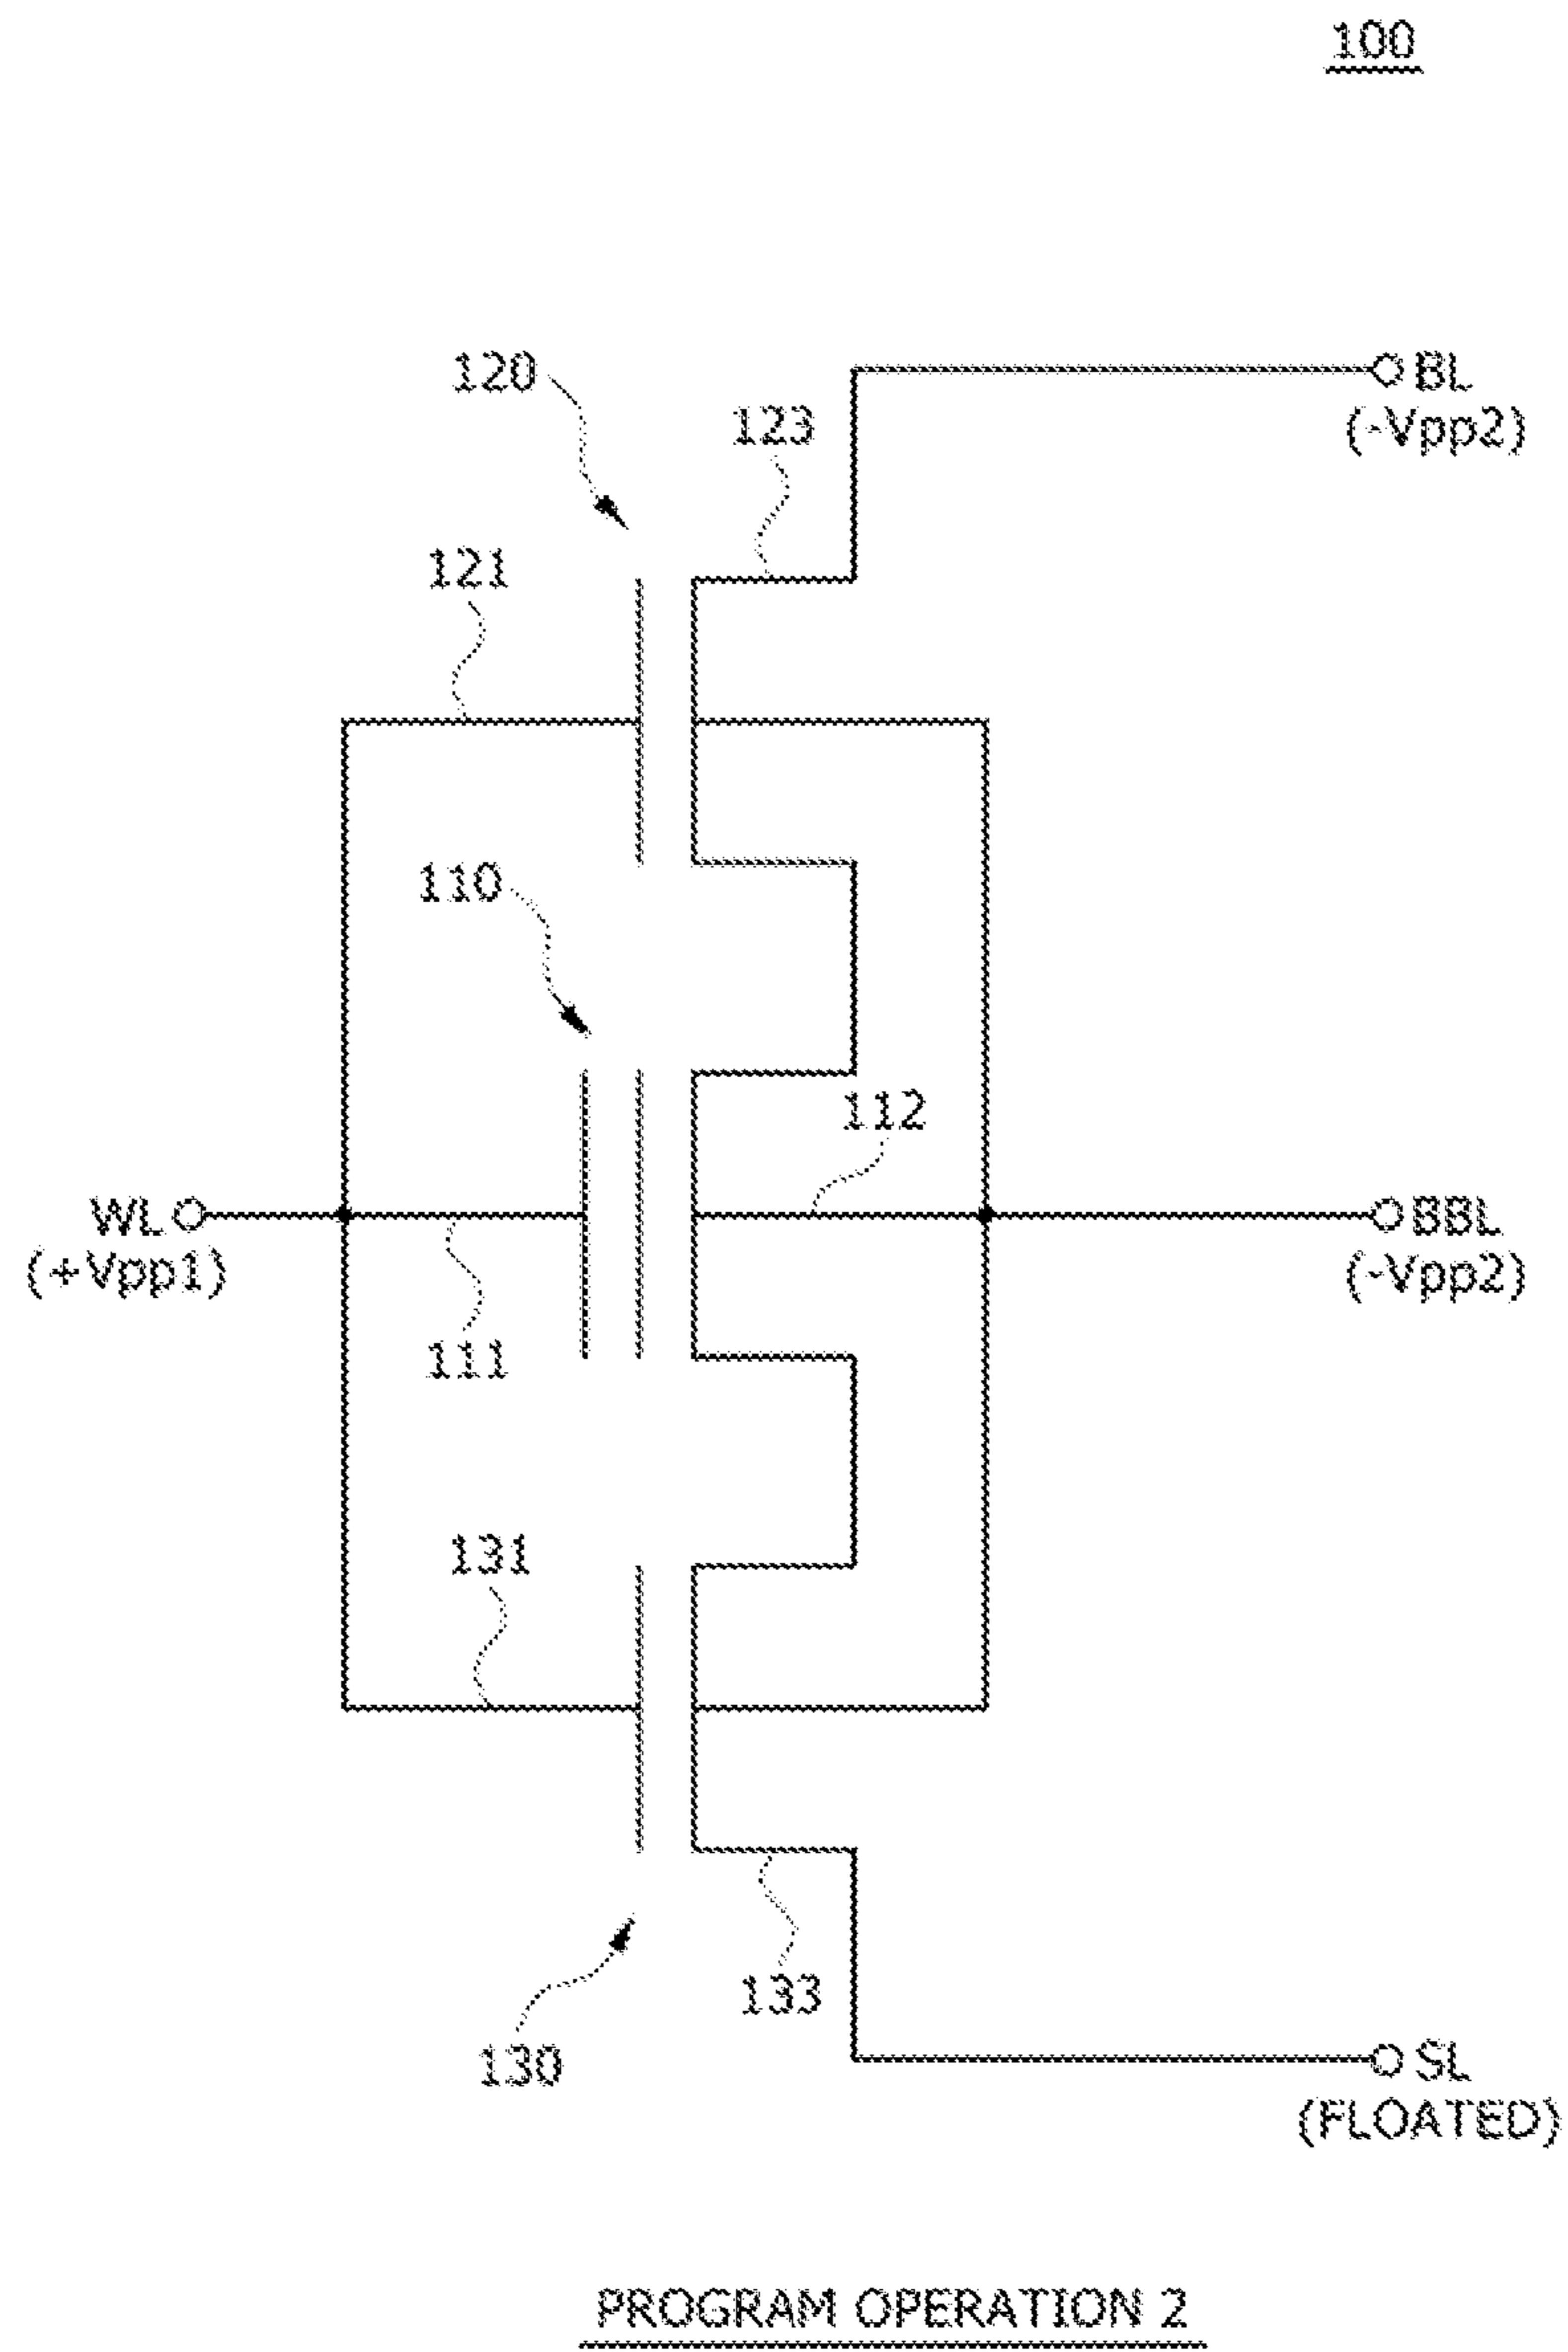 100
120
BL
(-Vpp2)
123
121
110
112
WL
(+Vpp1)
BBL
(-Vpp2)
111
131
133
130
SL
(FLOATED)
PROGRAM OPERATION 2